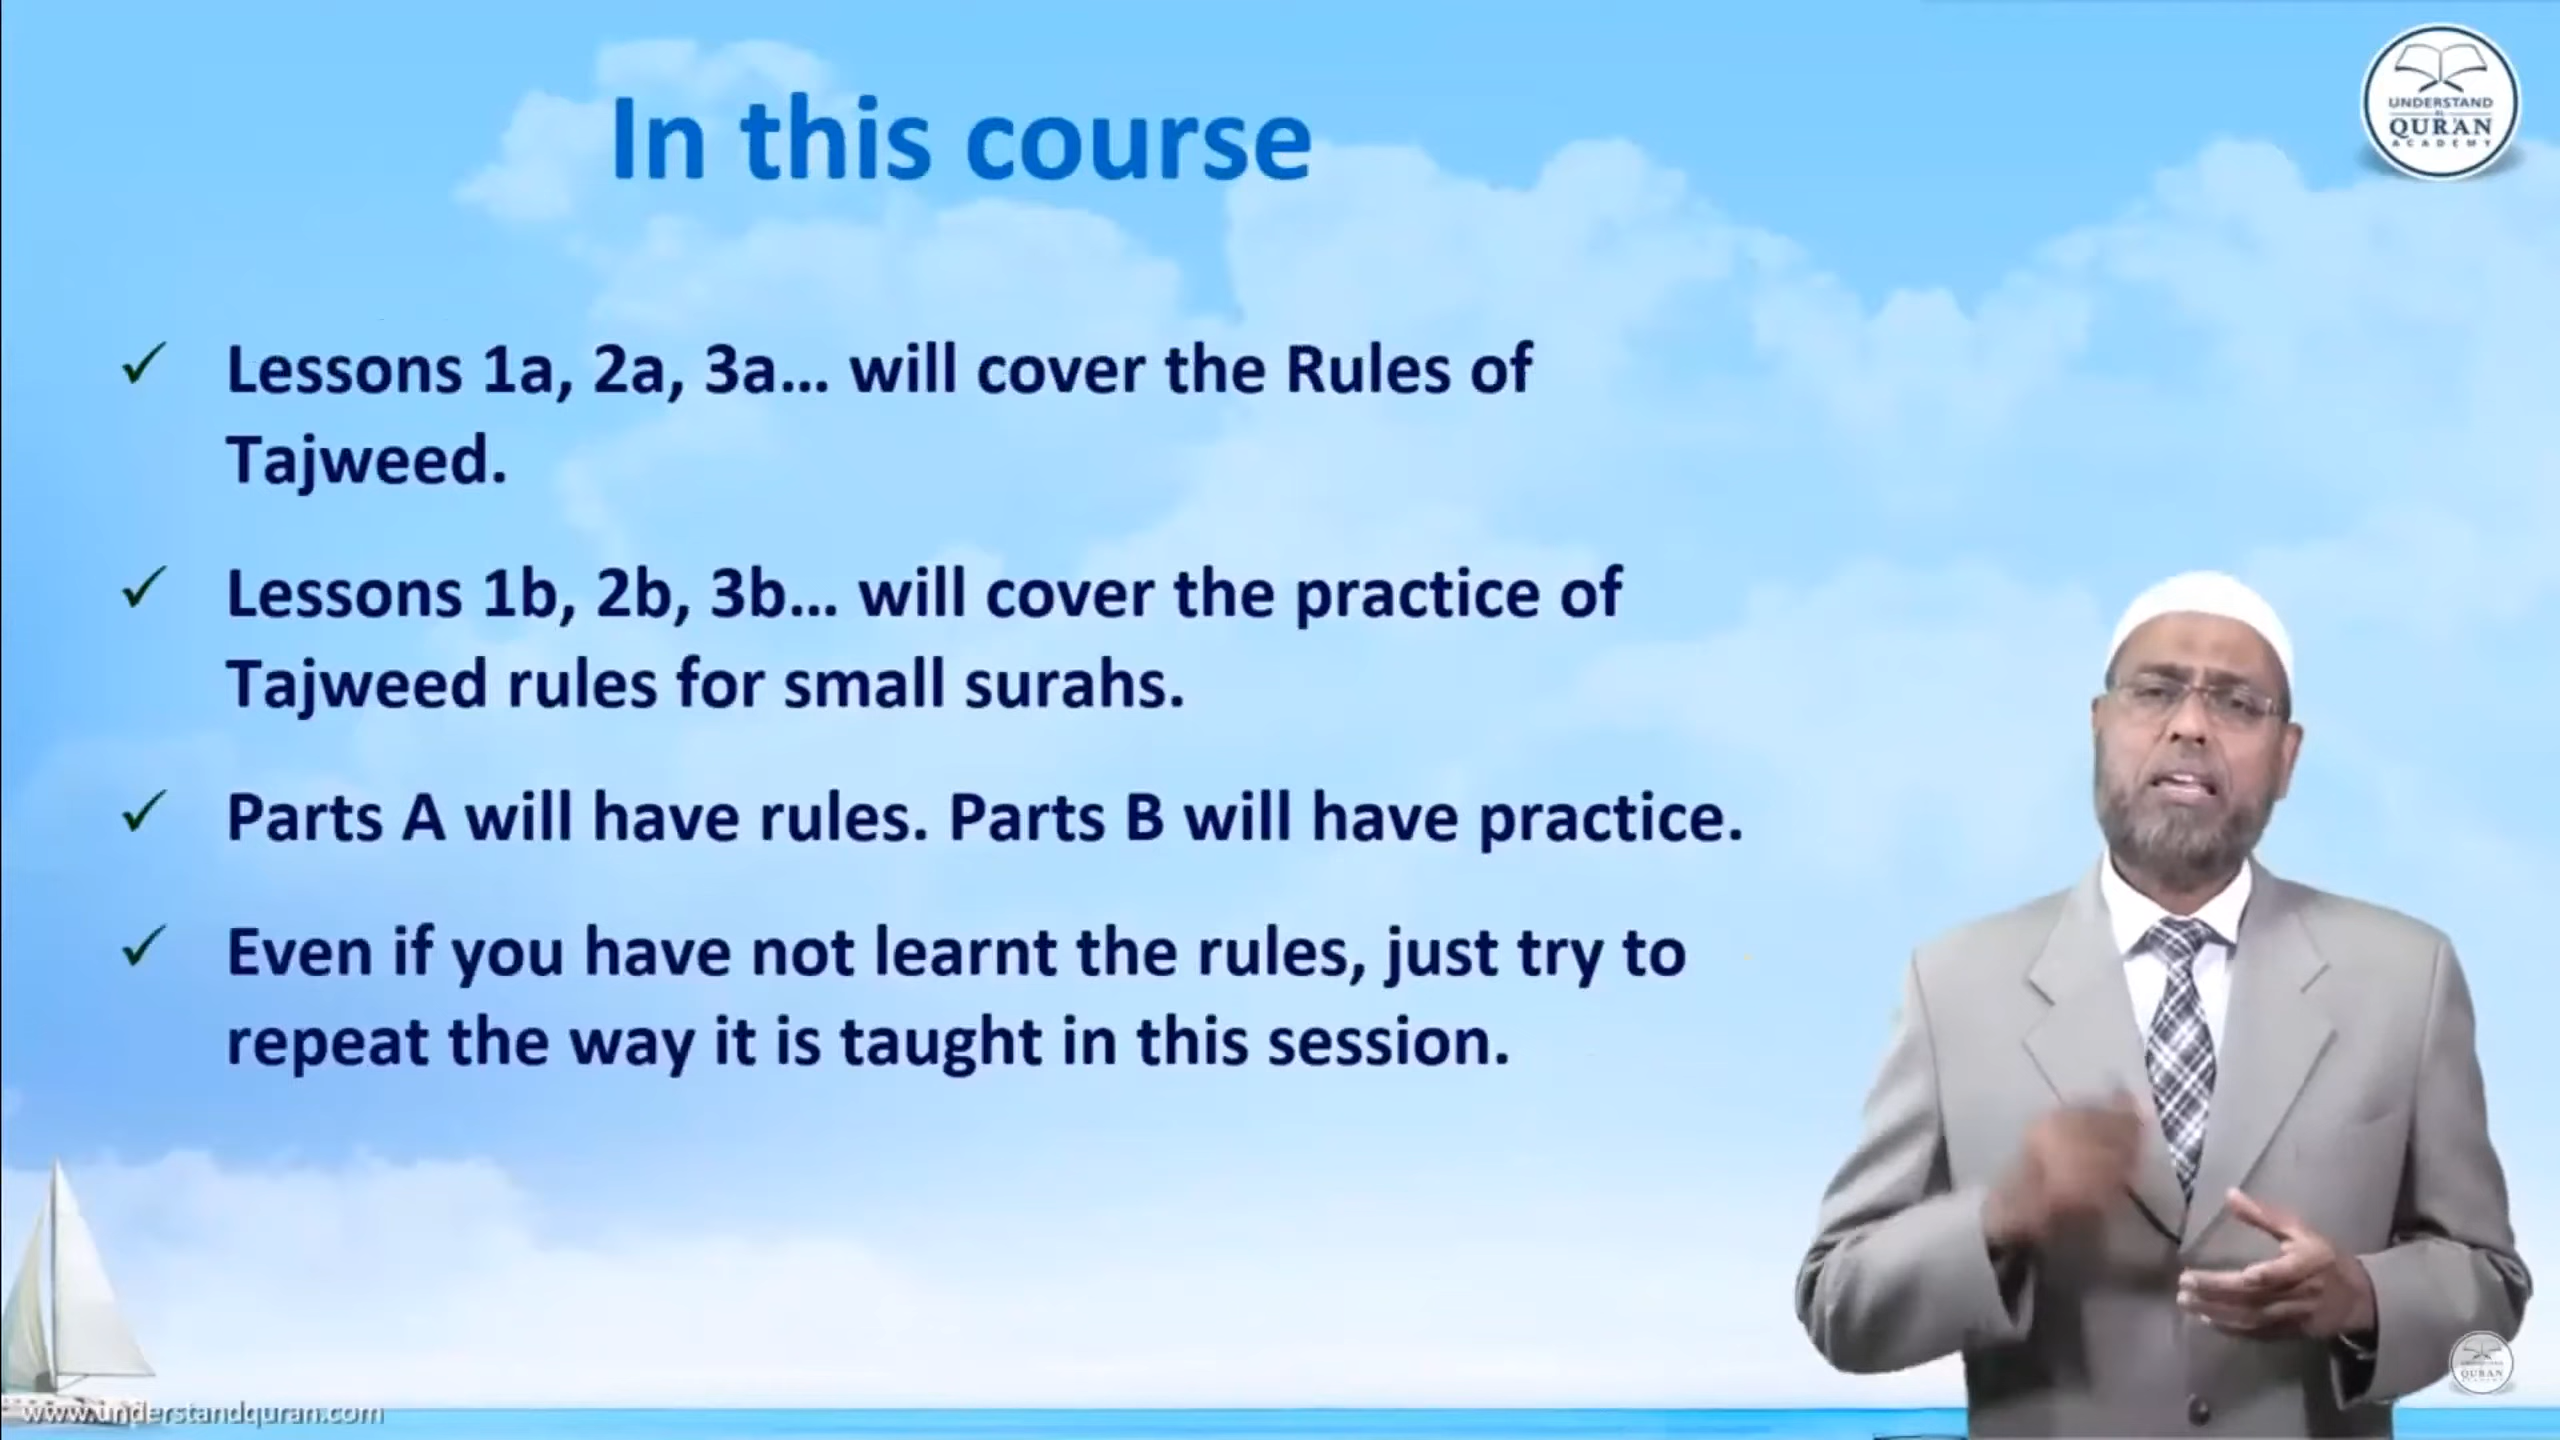 In this course
UNDERSTAND
QUR'AN
ACADEMY
✓ Lessons 1a, 2a, 3a... will cover the Rules of
Tajweed.
✓ Lessons 1b, 2b, 3b... will cover the practice of
Tajweed rules for small surahs.
✓ Parts A will have rules. Parts B will have practice.
✓ Even if you have not learnt the rules, just try to
repeat the way it is taught in this session.
www.understandquran.com
QURAN